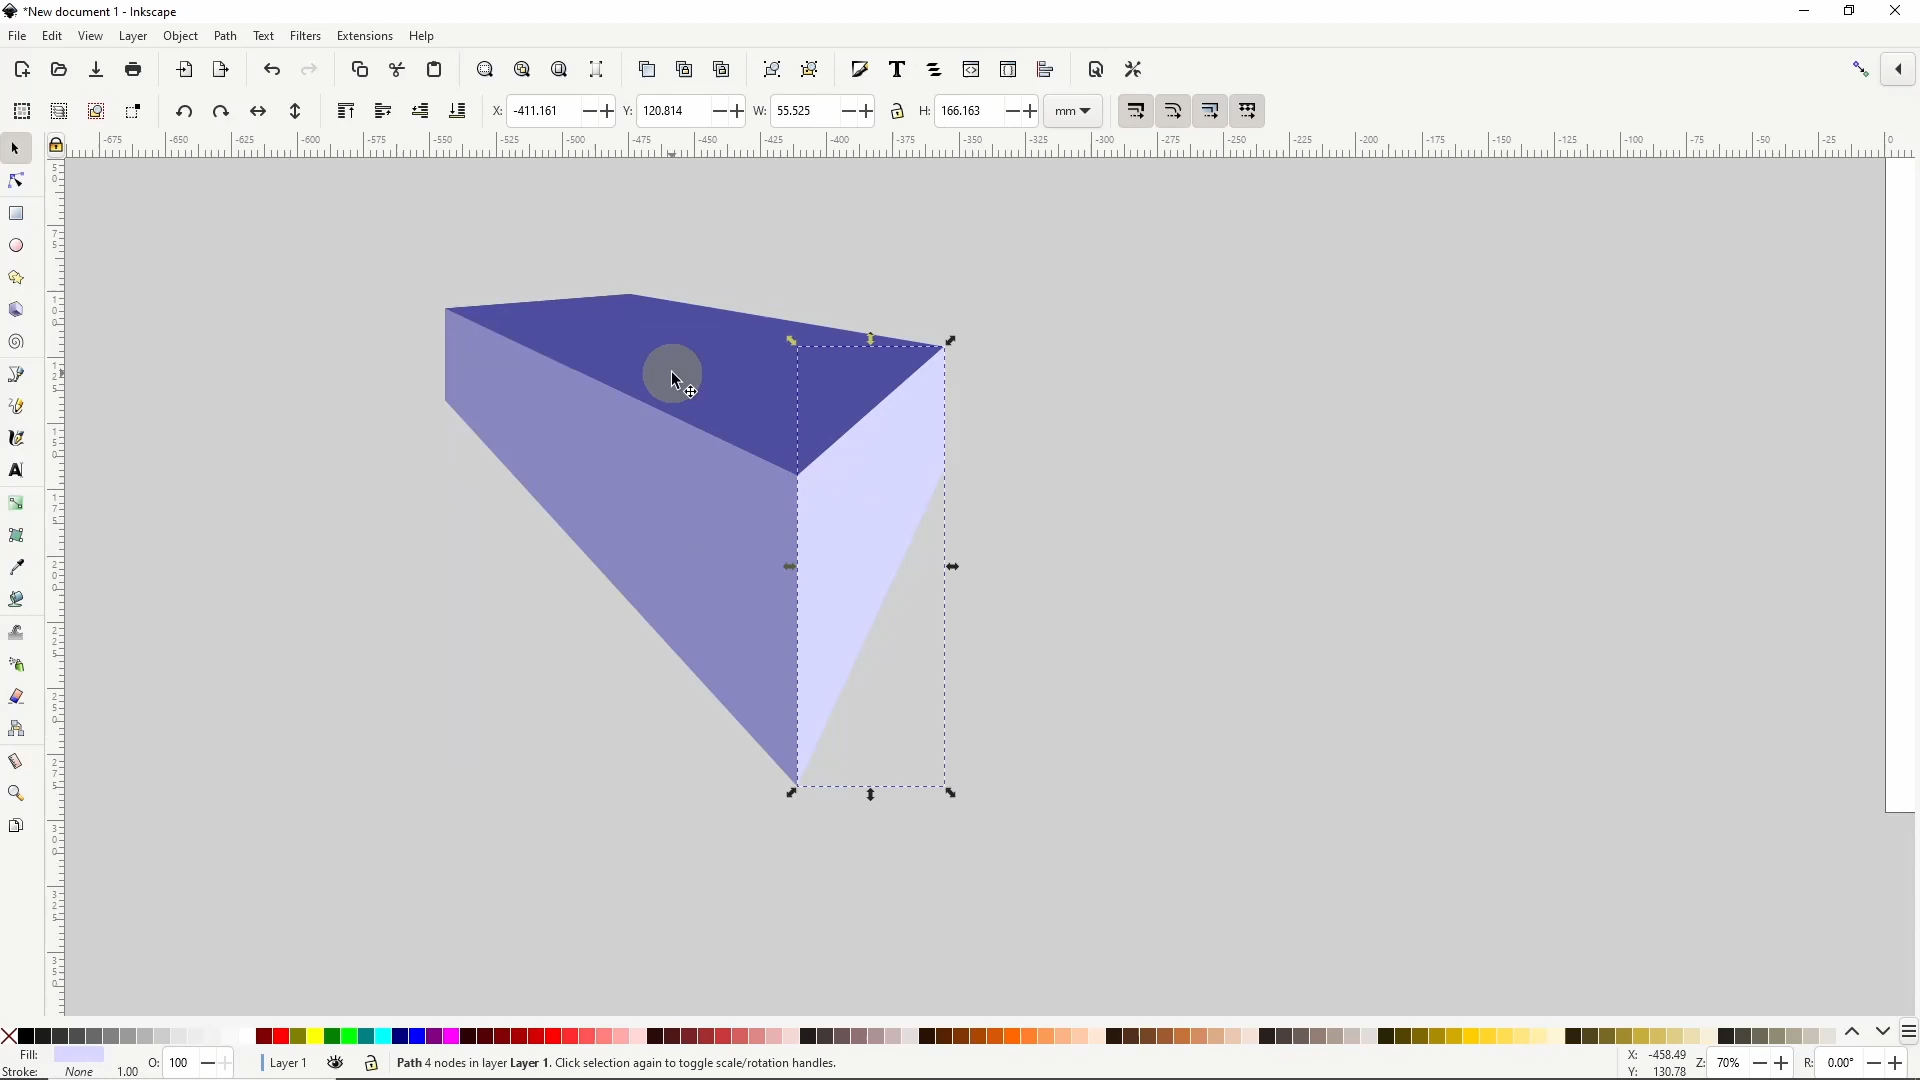 *New document 1 - Inkscape
File Edit View Layer Object Path Text Filters Extensions Help
X: -411.161 Y: 120.814 W: 55.525 H: 166.163 mm
-675 -650 -625 -600 -575 -550 -525 -500 -475 -450 -425 -400 -375 -350 -325 -300 -275 -250 -225 -200 -175 -150 -125 -100 -75 -50 -25 0
Fill: O: 100 Layer 1 Path 4 nodes in layer Layer 1. Click selection again to toggle scale/rotation handles. X: -458.49 Z: 70% R: 0.00°
Stroke: None 1.00 Y: 130.78